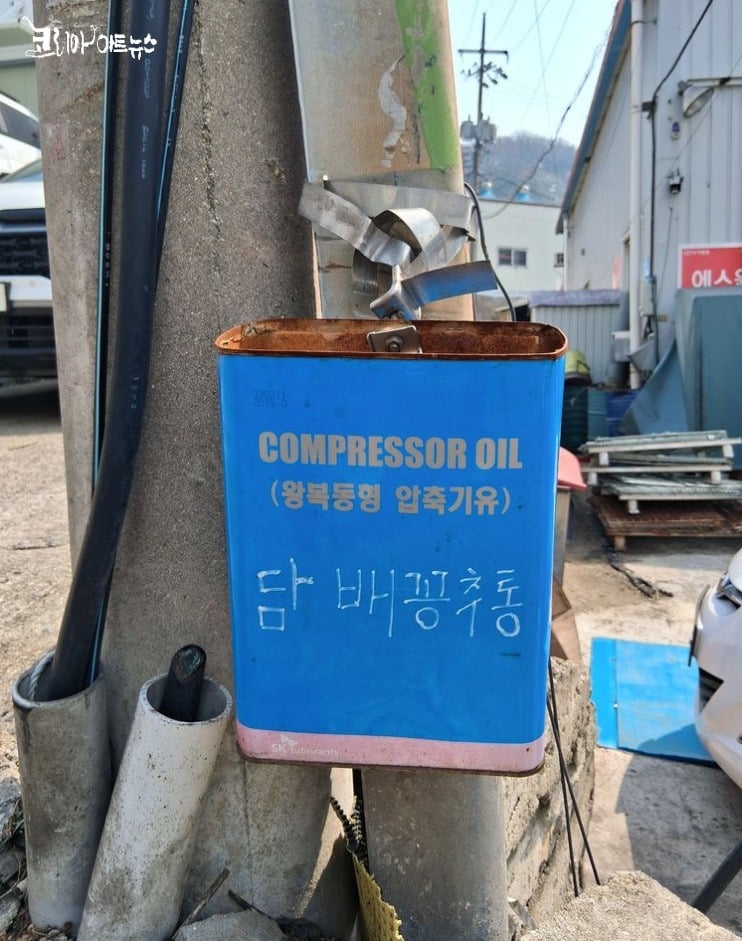 코리아아트뉴스
에스
COMPRESSOR OIL
(왕복동형 압축기유)
담배꽁추통
SK lubricants